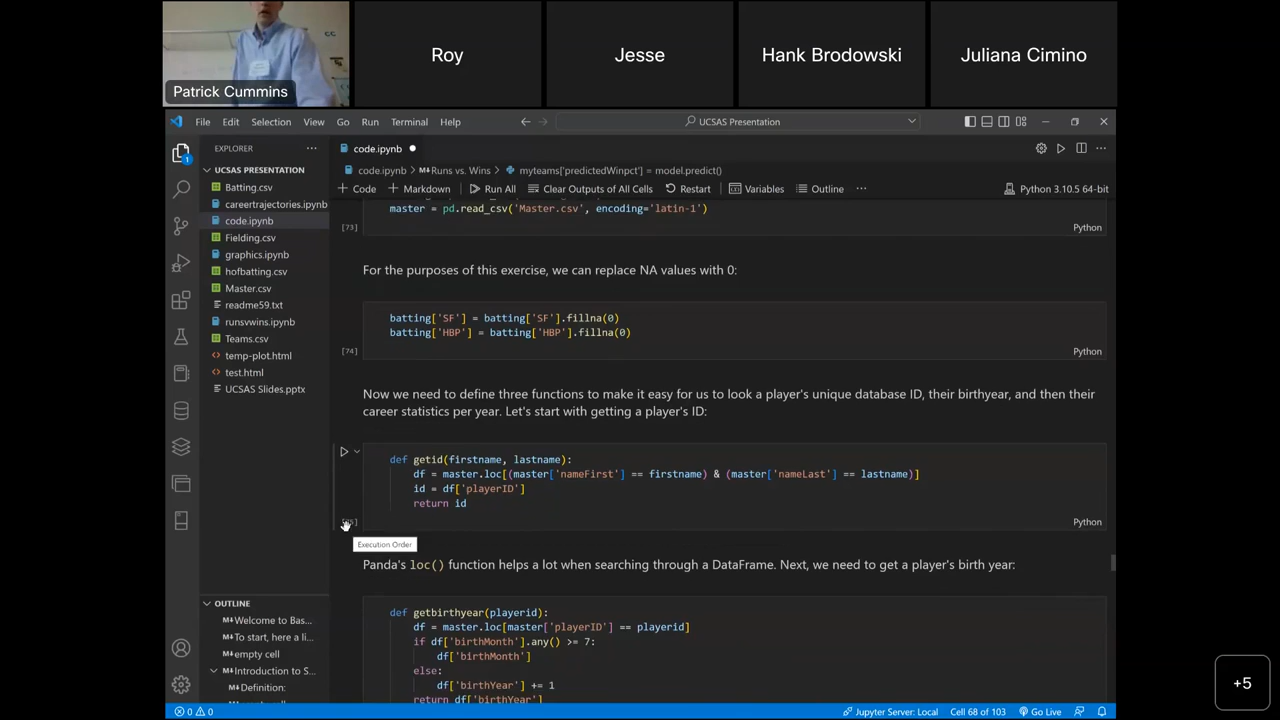 Patrick Cummins
Roy
Jesse
Hank Brodowski
Juliana Cimino
File Edit Selection View Go Run Terminal Help
UCSAS Presentation
EXPLORER
code.ipynb
UCSAS PRESENTATION
code.ipynb > Runs vs. Wins > myteams['predictedWinpct'] = model.predict()
+ Code + Markdown Run All Clear Outputs of All Cells Restart Variables Outline ... Python 3.10.5 64-bit
Batting.csv
careertrajectories.ipynb
code.ipynb
Fielding.csv
graphics.ipynb
hofbatting.csv
Master.csv
readme59.txt
runsvwins.ipynb
Teams.csv
temp-plot.html
test.html
UCSAS Slides.pptx
OUTLINE
Welcome to Bas...
To start, here a li...
empty cell
Introduction to S...
Definition:
master = pd.read_csv('Master.csv', encoding='latin-1')
[73] Python
For the purposes of this exercise, we can replace NA values with 0:
batting['SF'] = batting['SF'].fillna(0)
batting['HBP'] = batting['HBP'].fillna(0)
[74] Python
Now we need to define three functions to make it easy for us to look a player's unique database ID, their birthyear, and then their
career statistics per year. Let's start with getting a player's ID:
def getid(firstname, lastname):
df = master.loc[(master['nameFirst'] == firstname) & (master['nameLast'] == lastname)]
id = df['playerID']
return id
Python
Execution Order
Panda's loc() function helps a lot when searching through a DataFrame. Next, we need to get a player's birth year:
def getbirthyear(playerid):
df = master.loc[master['playerID'] == playerid]
if df['birthMonth'].any() >= 7:
df['birthMonth']
else:
df['birthYear'] += 1
return df['birthYear']
0 0
Jupyter Server: Local Cell 68 of 103 Go Live
+5